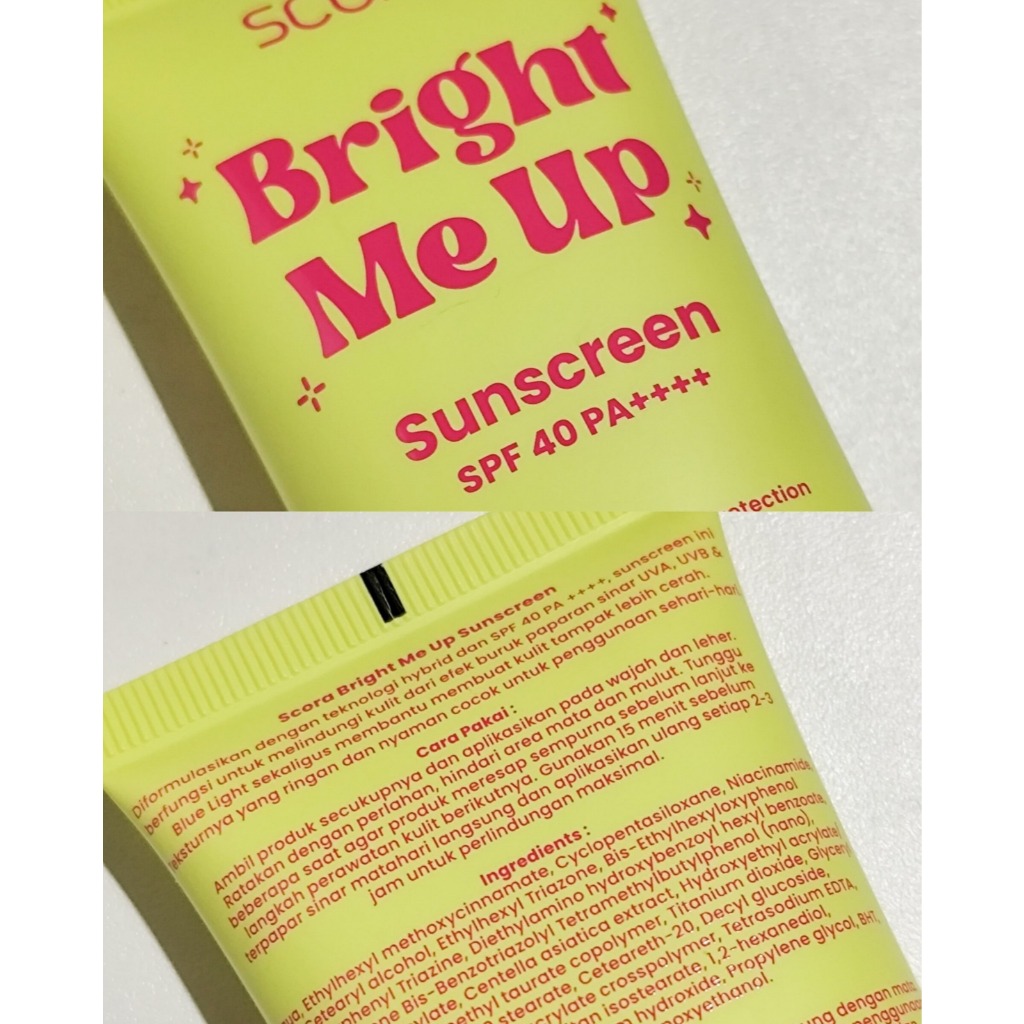 Bright
Me Up
Sunscreen
SPF 40 PA++++
Scora Bright Me Up Sunscreen
Diformulasikan dengan teknologi hybrid dan SPF 40 PA ++++, sunscreen ini
berfungsi untuk melindungi kulit dari efek buruk paparan sinar UVA, UVB &
Blue Light sekaligus membantu membuat kulit tampak lebih cerah.
teksturnya yang ringan dan nyaman cocok untuk penggunaan sehari-hari
Cara Pakai :
Ambil produk secukupnya dan aplikasikan pada wajah dan leher.
Ratakan dengan perlahan, hindari area mata dan mulut. Tunggu
beberapa saat agar produk meresap sempurna sebelum lanjut ke
langkah perawatan kulit berikutnya. Gunakan 15 menit sebelum
terpapar sinar matahari langsung dan aplikasikan ulang setiap 2-3
jam untuk perlindungan maksimal.
Ingredients :
Ethylhexyl methoxycinnamate, Cyclopentasiloxane, Niacinamide,
Cetearyl alcohol, Ethylhexyl Triazone, Bis-Ethylhexyloxyphenol
Triazine, Diethylamino hydroxybenzoyl hexyl benzoate,
Bis-Benzotriazolyl Tetramethylbutylphenol (nano),
Centella asiatica extract, Hydroxyethyl acrylate/
taurate copolymer, Titanium dioxide, Glyceryl
stearate, Ceteareth-20, Decyl glucoside,
crosspolymer, Tetrasodium EDTA,
isostearate, 1,2-hexanediol,
hydroxide, Propylene glycol, BHT,
dengan mata